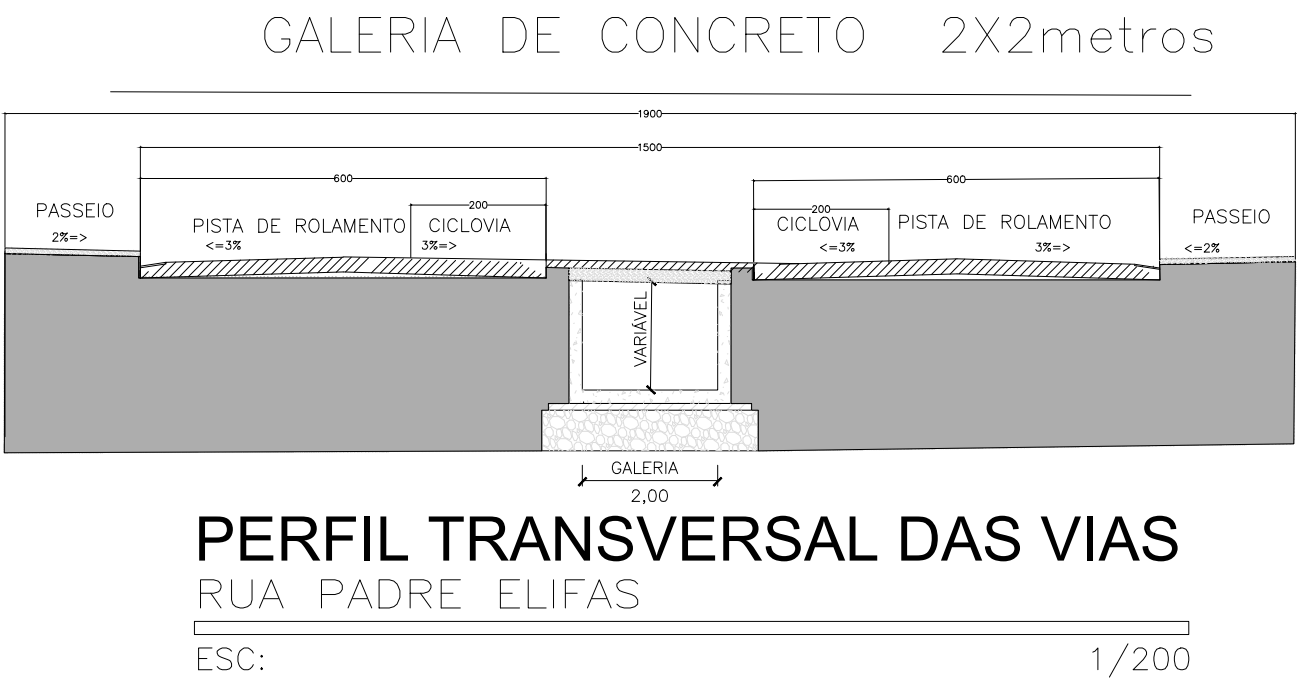 GALERIA DE CONCRETO 2X2metros
1900
1500
600
600
200
200
PASSEIO
PISTA DE ROLAMENTO
CICLOVIA
CICLOVIA
PISTA DE ROLAMENTO
PASSEIO
2%=>
<=3%
3%=>
<=3%
3%=>
<=2%
VARIÁVEL
GALERIA
2,00
PERFIL TRANSVERSAL DAS VIAS
RUA PADRE ELIFAS
ESC: 1/200